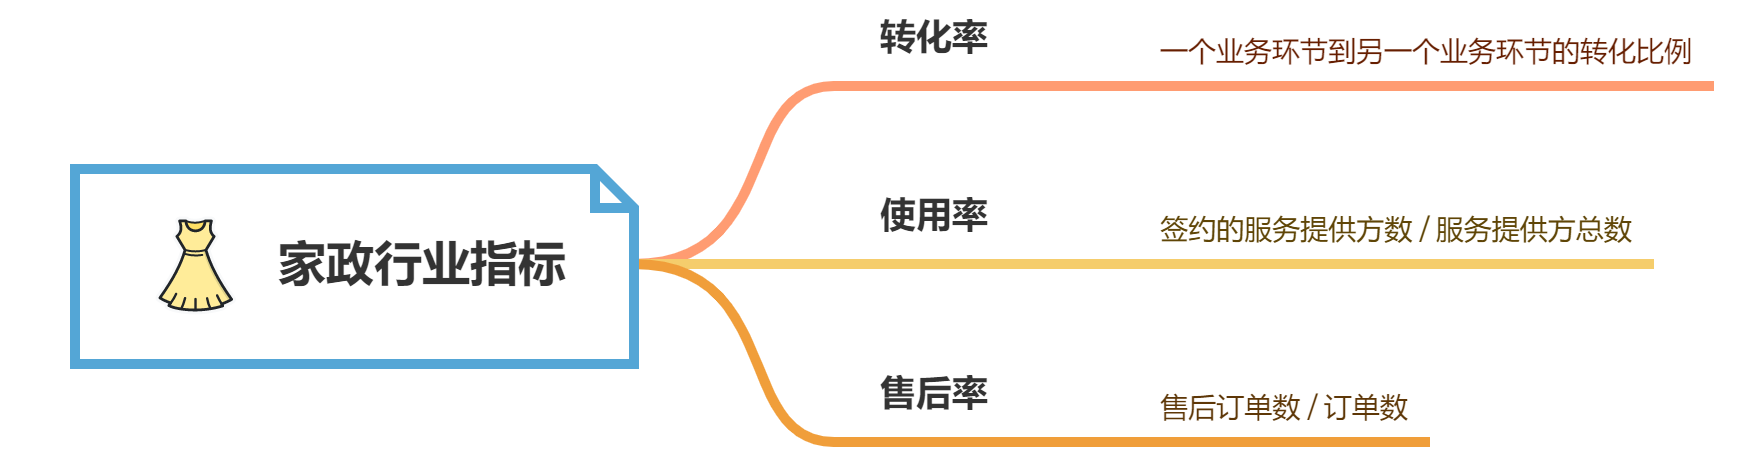 家政行业指标
转化率
一个业务环节到另一个业务环节的转化比例
使用率
签约的服务提供方数 / 服务提供方总数
售后率
售后订单数 / 订单数